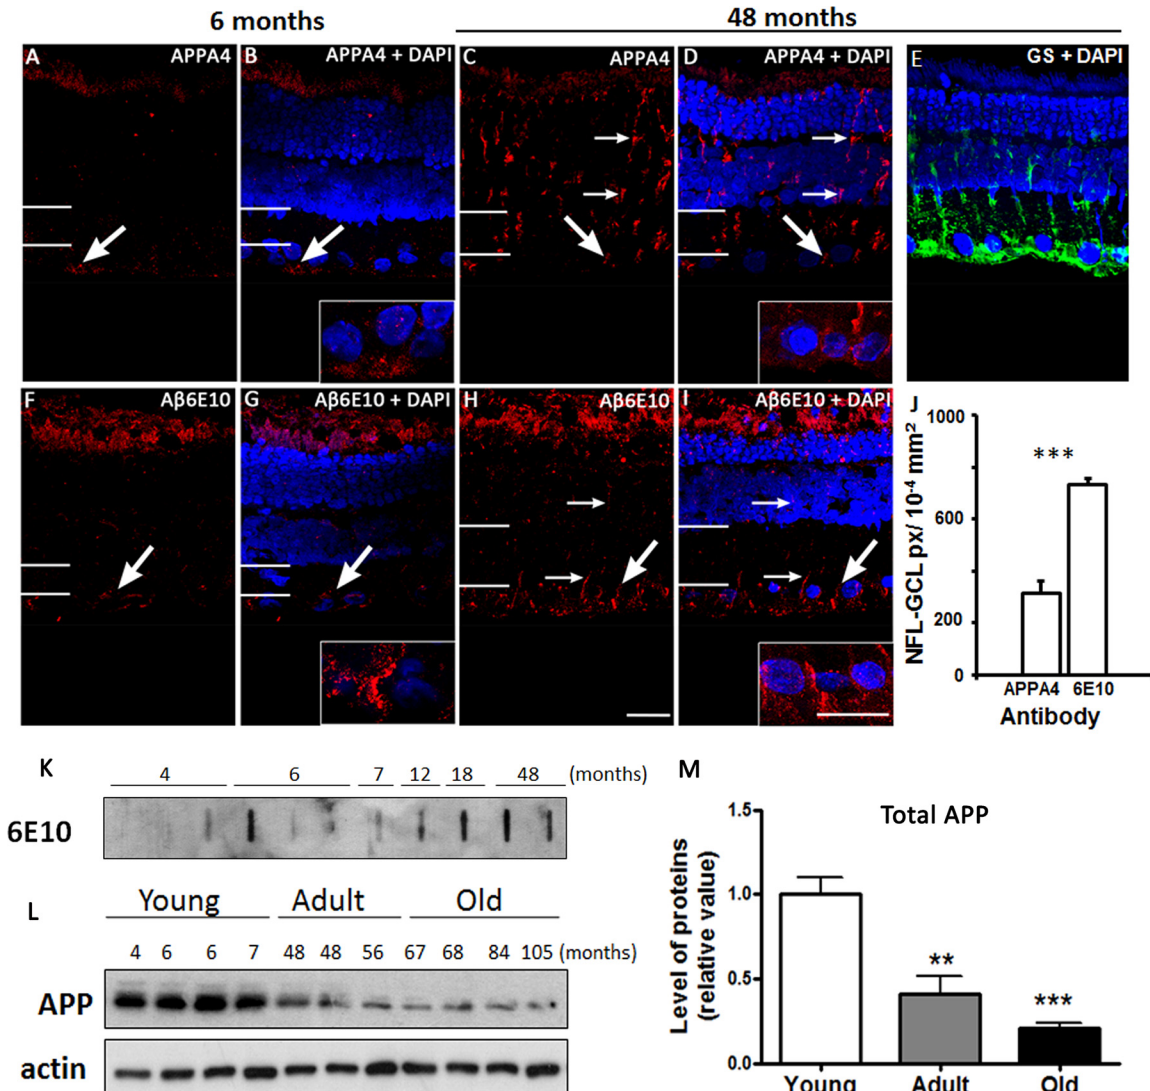 6 months 48 months
A APPA4 B APPA4 + DAPI C APPA4 D APPA4 + DAPI E GS + DAPI
F Aβ6E10 G Aβ6E10 + DAPI H Aβ6E10 I Aβ6E10 + DAPI
J
1000
600
200
0
NFL-GCL px/ 10⁻⁴ mm²
***
APPA4 6E10
Antibody
K
4 6 7 12 18 48 (months)
6E10
L
Young Adult Old
4 6 6 7 48 48 56 67 68 84 105 (months)
APP
actin
M
Total APP
Level of proteins
(relative value)
1.5
1.0
0.5
0.0
**
***
Young Adult Old